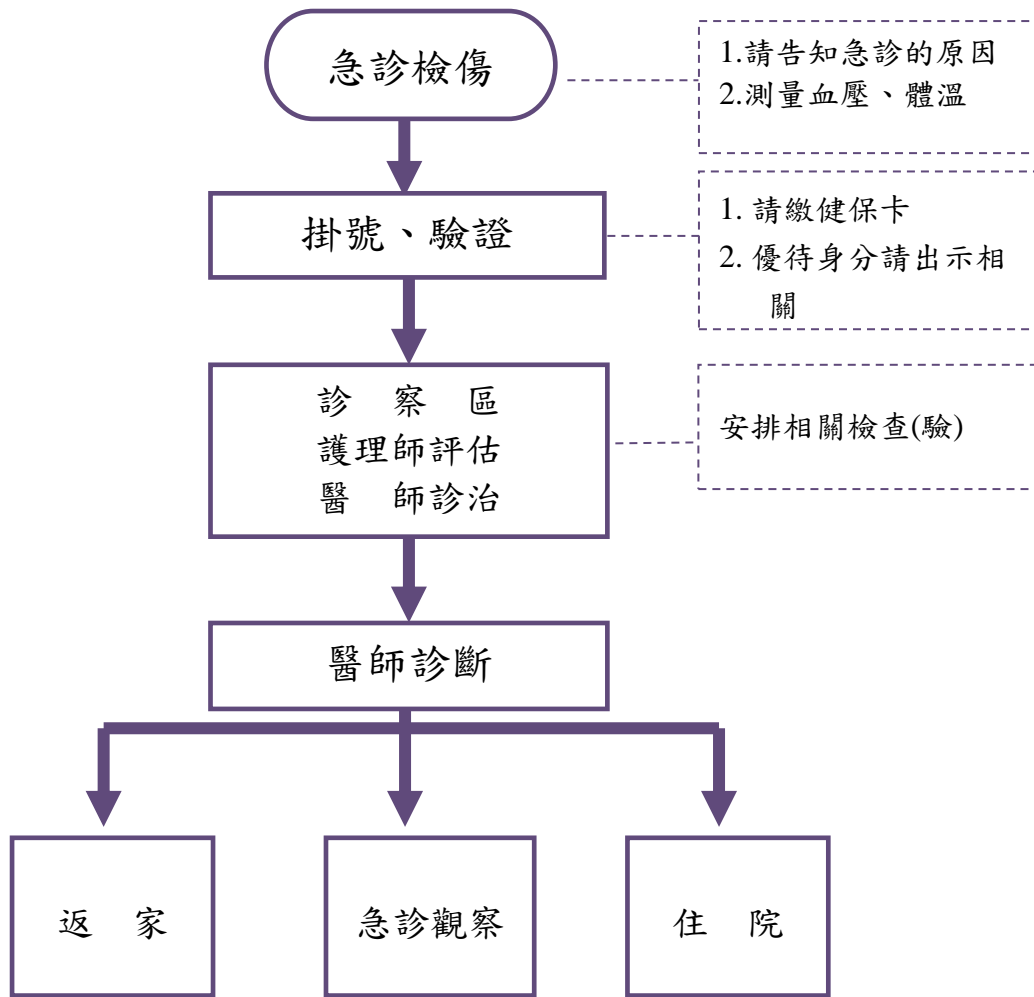 急診檢傷
1.請告知急診的原因
2.測量血壓、體溫
掛號、驗證
1. 請繳健保卡
2. 優待身分請出示相
關
診 察 區
護理師評估
醫 師診治
安排相關檢查(驗)
醫師診斷
返 家
急診觀察
住 院